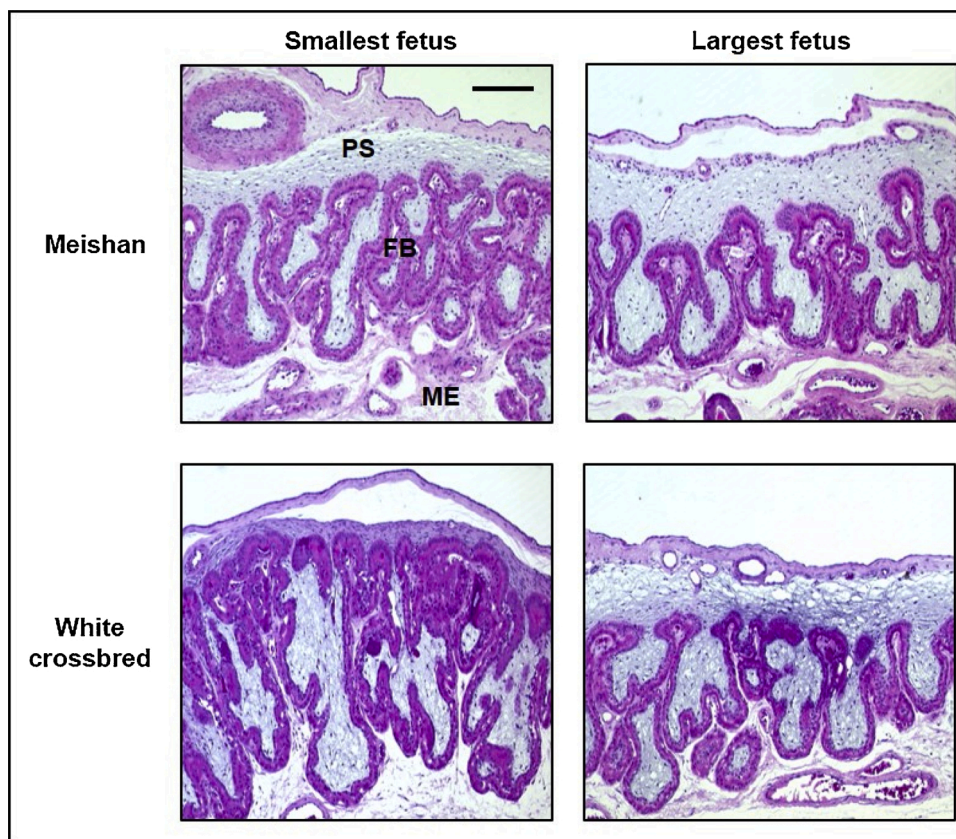 Smallest fetus
Largest fetus
Meishan
PS
FB
ME
White
crossbred